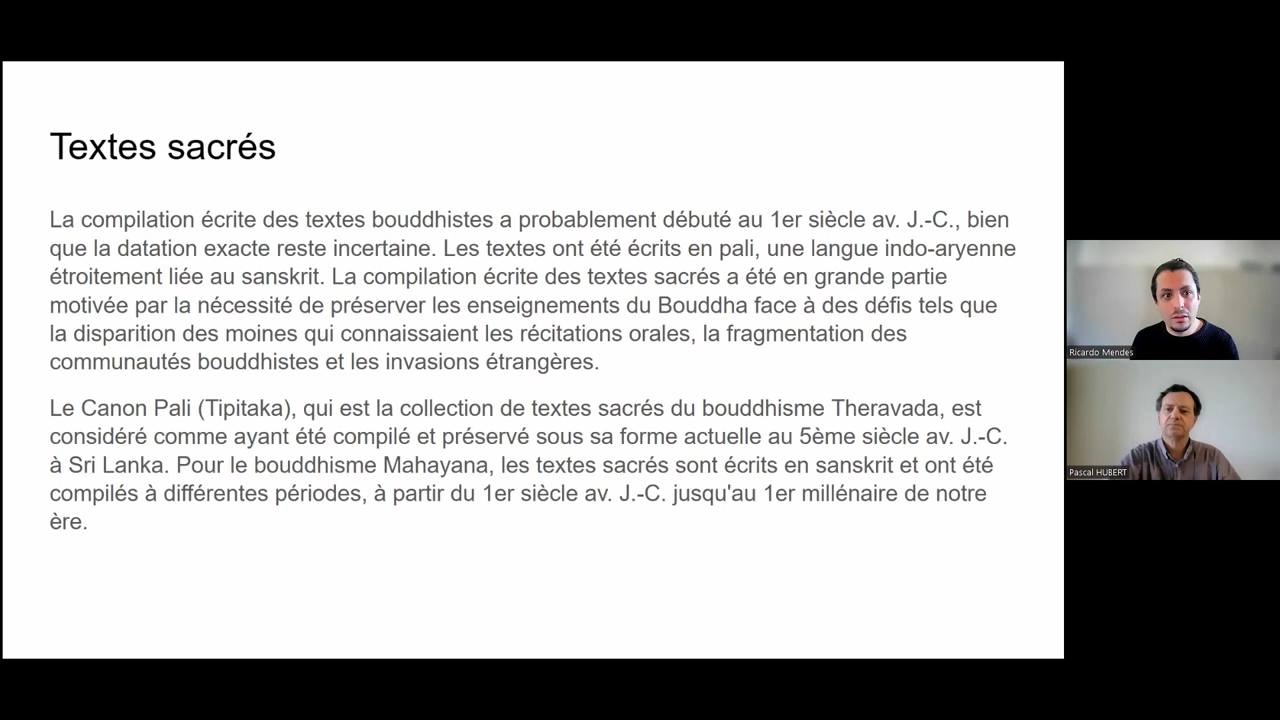 Textes sacrés
La compilation écrite des textes bouddhistes a probablement débuté au 1er siècle av. J.-C., bien
que la datation exacte reste incertaine. Les textes ont été écrits en pali, une langue indo-aryenne
étroitement liée au sanskrit. La compilation écrite des textes sacrés a été en grande partie
motivée par la nécessité de préserver les enseignements du Bouddha face à des défis tels que
la disparition des moines qui connaissaient les récitations orales, la fragmentation des
communautés bouddhistes et les invasions étrangères.
Le Canon Pali (Tipitaka), qui est la collection de textes sacrés du bouddhisme Theravada, est
considéré comme ayant été compilé et préservé sous sa forme actuelle au 5ème siècle av. J.-C.
à Sri Lanka. Pour le bouddhisme Mahayana, les textes sacrés sont écrits en sanskrit et ont été
compilés à différentes périodes, à partir du 1er siècle av. J.-C. jusqu'au 1er millénaire de notre
ère.
Ricardo Mendes
Pascal HUBERT